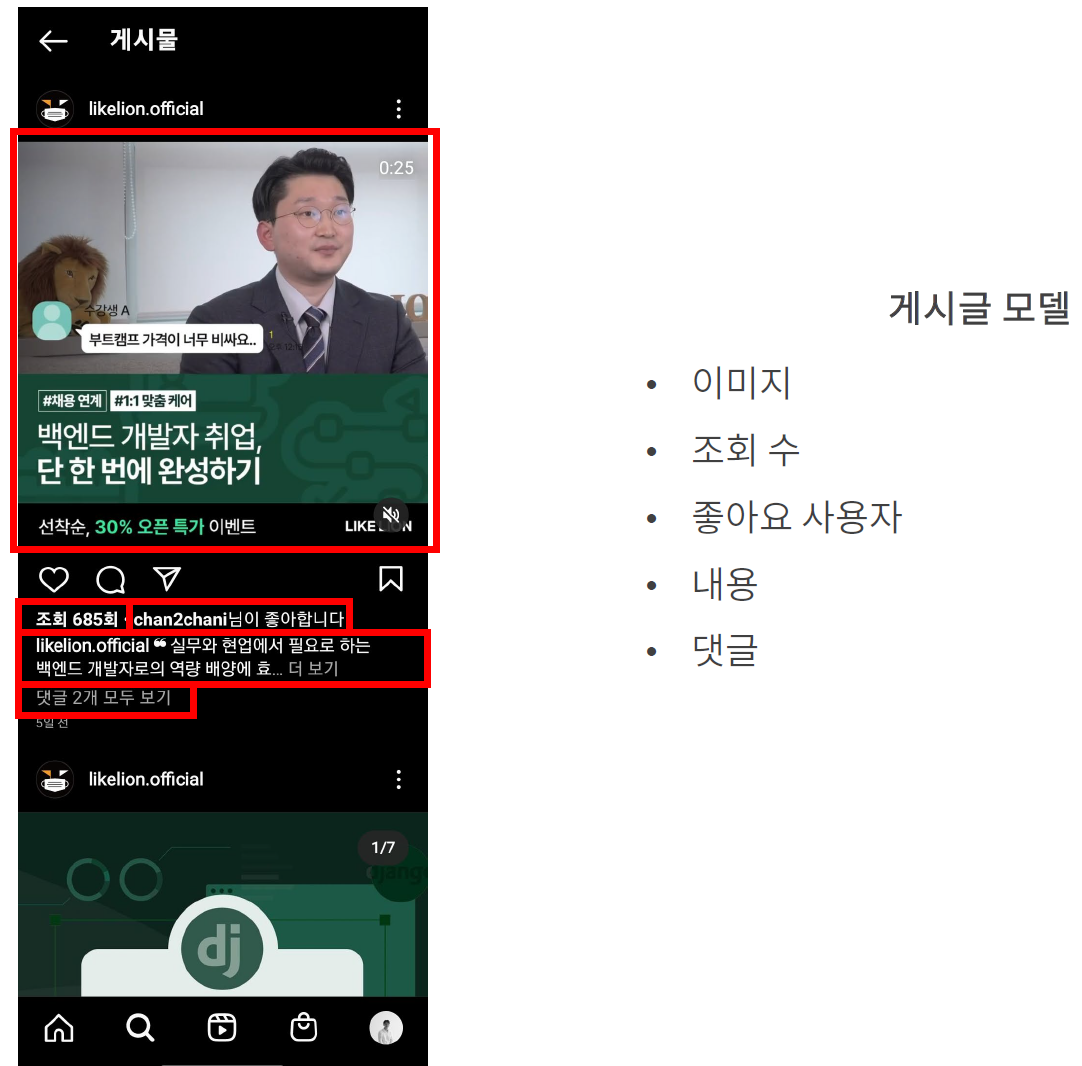 게시물
likelion.official
0:25
수강생 A
부트캠프 가격이 너무 비싸요..
1
#채용 연계 #1:1 맞춤 케어
백엔드 개발자 취업,
단 한 번에 완성하기
선착순, 30% 오픈 특가 이벤트
LIKELION
조회 685회 • chan2chani님이 좋아합니다
likelion.official ❝ 실무와 현업에서 필요로 하는
백엔드 개발자로의 역량 배양에 효... 더 보기
댓글 2개 모두 보기
5일 전
likelion.official
1/7
django
dj
게시글 모델
• 이미지
• 조회 수
• 좋아요 사용자
• 내용
• 댓글